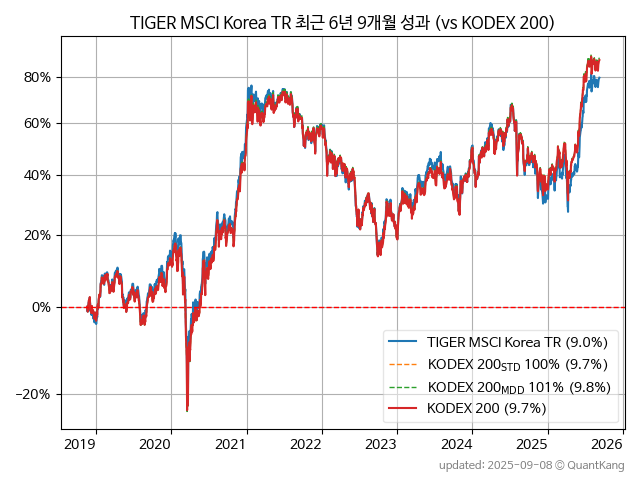 TIGER MSCI Korea TR 최근 6년 9개월 성과 (vs KODEX 200)
80%
60%
40%
20%
0%
−20%
TIGER MSCI Korea TR (9.0%)
KODEX 200STD 100% (9.7%)
KODEX 200MDD 101% (9.8%)
KODEX 200 (9.7%)
2019 2020 2021 2022 2023 2024 2025 2026
updated: 2025-09-08 © QuantKang